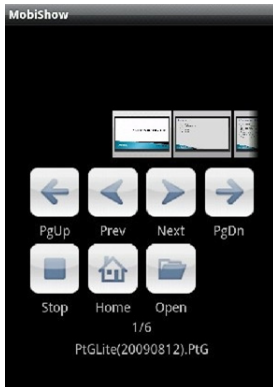 MobiShow
PgUp Prev Next PgDn
Stop Home Open
1/6
PtGLite(20090812).PtG